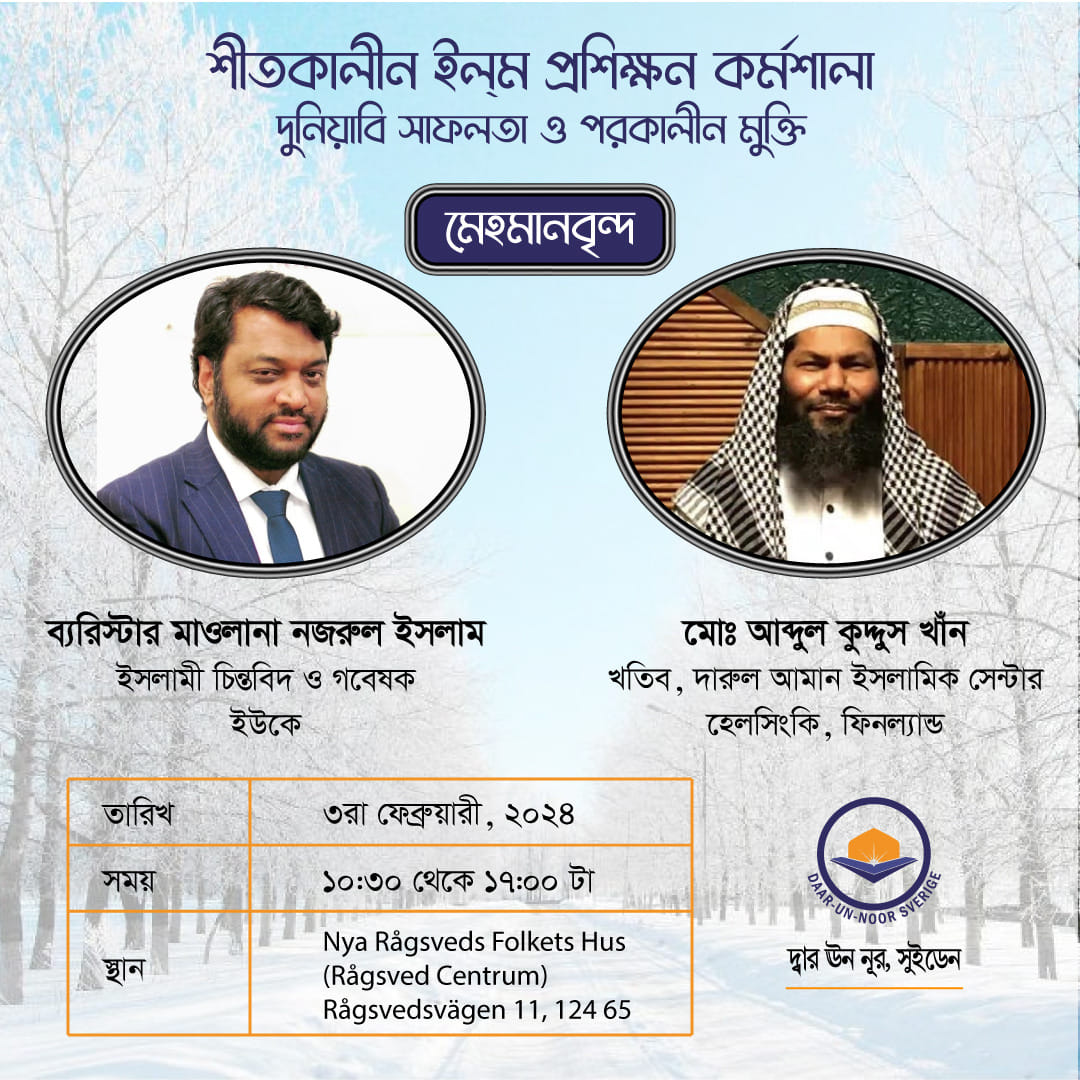 শীতকালীন ইল্‌ম প্রশিক্ষন কর্মশালা
দুনিয়াবি সাফলতা ও পরকালীন মুক্তি
মেহমানবৃন্দ
ব্যরিস্টার মাওলানা নজরুল ইসলাম
ইসলামী চিন্তবিদ ও গবেষক
ইউকে
মোঃ আব্দুল কুদ্দুস খাঁন
খতিব, দারুল আমান ইসলামিক সেন্টার
হেলসিংকি, ফিনল্যান্ড
তারিখ ৩রা ফেব্রুয়ারী, ২০২৪
সময় ১০:৩০ থেকে ১৭:০০ টা
স্থান Nya Rågsveds Folkets Hus
(Rågsved Centrum)
Rågsvedsvägen 11, 124 65
DAAR-UN-NOOR SVERIGE
দ্বার ঊন নূর, সুইডেন